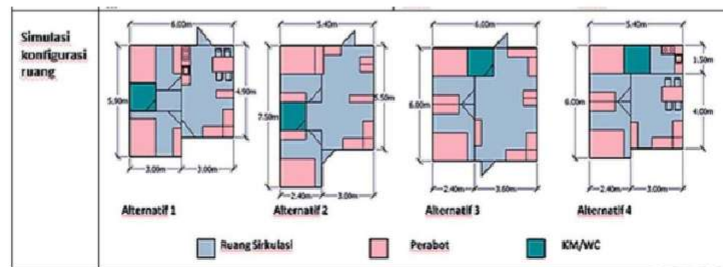 Simulasi
konfigurasi
ruang
6.00m
5.90m
4.90m
3.00m
3.00m
Alternatif 1
5.40m
7.50m
5.50m
2.40m
3.00m
Alternatif 2
6.00m
6.00m
2.40m
3.60m
Alternatif 3
5.40m
6.00m
1.50m
4.00m
2.40m
3.00m
Alternatif 4
Ruang Sirkulasi
Perabot
KM/WC